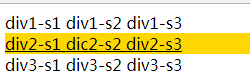 div1-s1 div1-s2 div1-s3
div2-s1 dic2-s2 div2-s3
div3-s1 div3-s2 div3-s3